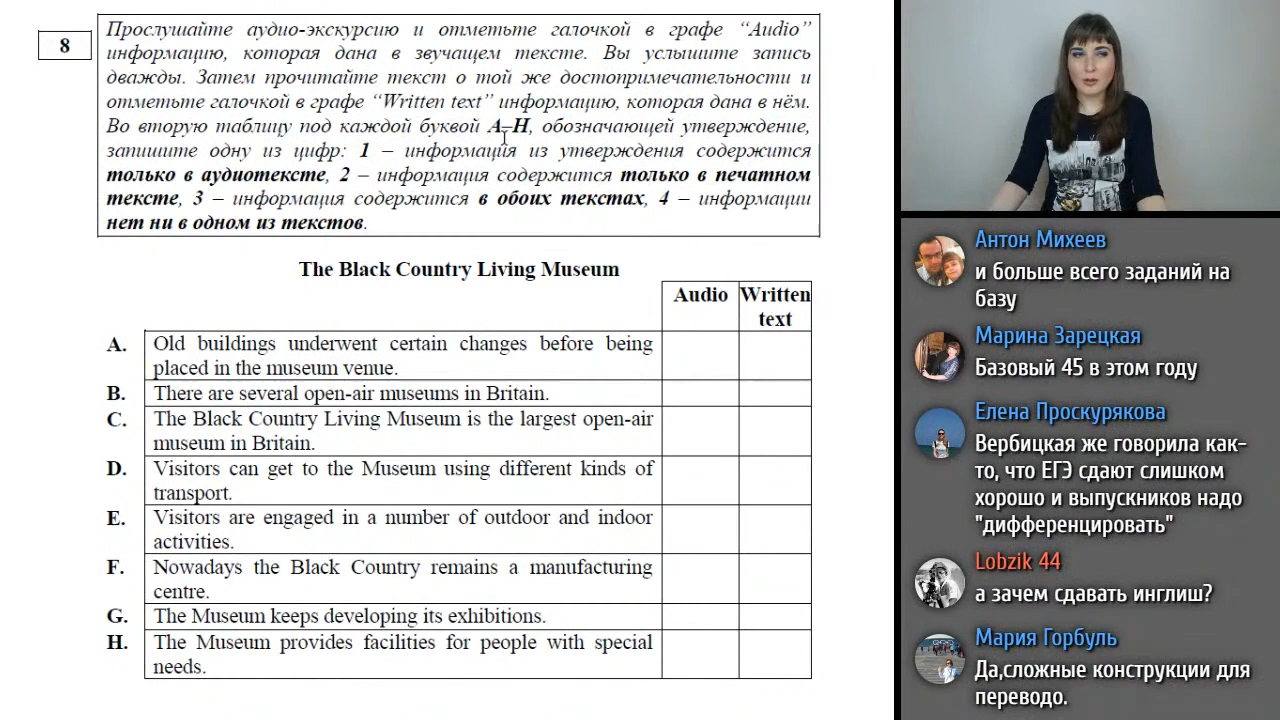 8
Прослушайте аудио-экскурсию и отметьте галочкой в графе “Audio”
информацию, которая дана в звучащем тексте. Вы услышите запись
дважды. Затем прочитайте текст о той же достопримечательности и
отметьте галочкой в графе “Written text” информацию, которая дана в нём.
Во вторую таблицу под каждой буквой A–H, обозначающей утверждение,
запишите одну из цифр: 1 – информация из утверждения содержится
только в аудиотексте, 2 – информация содержится только в печатном
тексте, 3 – информация содержится в обоих текстах, 4 – информации
нет ни в одном из текстов.
The Black Country Living Museum
Audio
Written
text
A. Old buildings underwent certain changes before being
placed in the museum venue.
B. There are several open-air museums in Britain.
C. The Black Country Living Museum is the largest open-air
museum in Britain.
D. Visitors can get to the Museum using different kinds of
transport.
E. Visitors are engaged in a number of outdoor and indoor
activities.
F. Nowadays the Black Country remains a manufacturing
centre.
G. The Museum keeps developing its exhibitions.
H. The Museum provides facilities for people with special
needs.
Антон Михеев
и больше всего заданий на
базу
Марина Зарецкая
Базовый 45 в этом году
Елена Проскурякова
Вербицкая же говорила как-
то, что ЕГЭ сдают слишком
хорошо и выпускников надо
"дифференцировать"
Lobzik 44
а зачем сдавать инглиш?
Мария Горбуль
Да,сложные конструкции для
переводо.